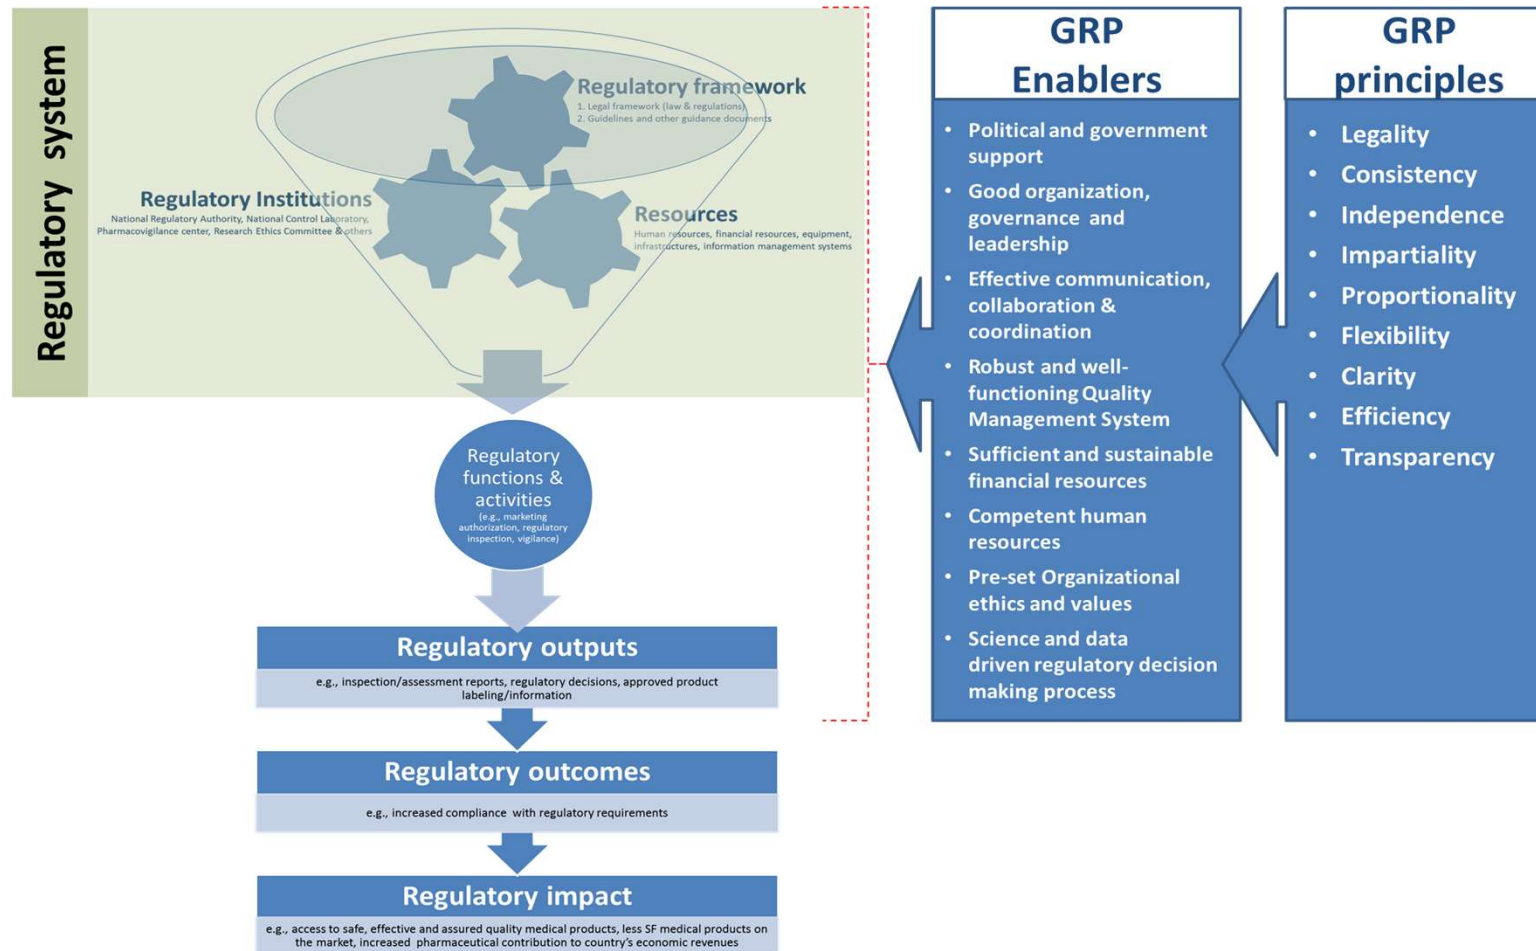 Regulatory system
Regulatory framework
1. Legal framework (law & regulations)
2. Guidelines and other guidance documents
Regulatory Institutions
National Regulatory Authority, National Control Laboratory,
Pharmacovigilance center, Research Ethics Committee & others
Resources
Human resources, financial resources, equipment,
infrastructures, information management systems
Regulatory
functions &
activities
(e.g., marketing
authorization, regulatory
inspection, vigilance)
Regulatory outputs
e.g., inspection/assessment reports, regulatory decisions, approved product
labeling/information
Regulatory outcomes
e.g., increased compliance with regulatory requirements
Regulatory impact
e.g., access to safe, effective and assured quality medical products, less SF medical products on
the market, increased pharmaceutical contribution to country's economic revenues
GRP
Enablers
• Political and government
support
• Good organization,
governance and
leadership
• Effective communication,
collaboration &
coordination
• Robust and well-
functioning Quality
Management System
• Sufficient and sustainable
financial resources
• Competent human
resources
• Pre-set Organizational
ethics and values
• Science and data
driven regulatory decision
making process
GRP
principles
• Legality
• Consistency
• Independence
• Impartiality
• Proportionality
• Flexibility
• Clarity
• Efficiency
• Transparency